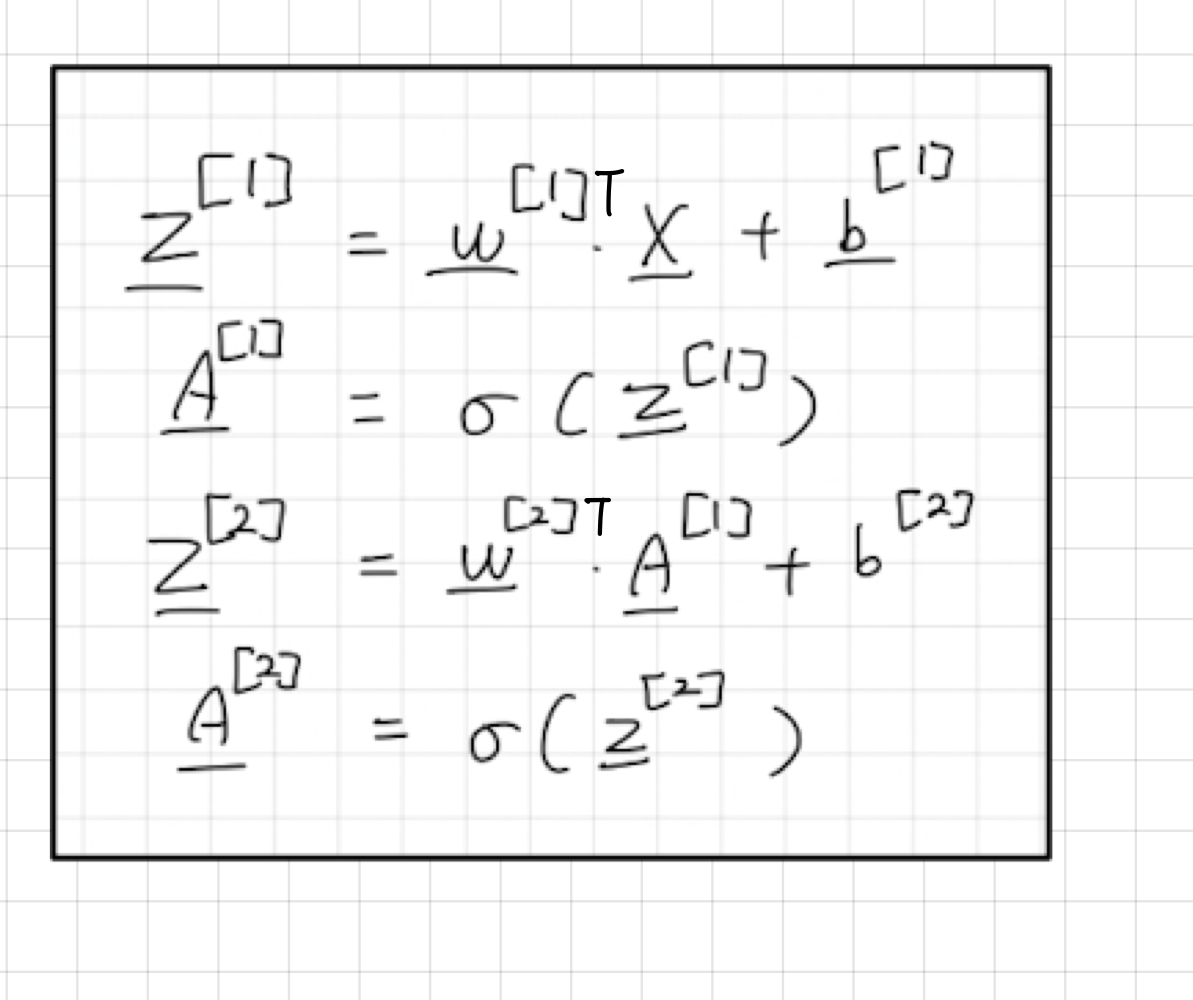 Z^[1] = w^[1]T · X + b^[1]
A^[1] = σ(z^[1])
Z^[2] = w^[2]T · A^[1] + b^[2]
A^[2] = σ(z^[2])